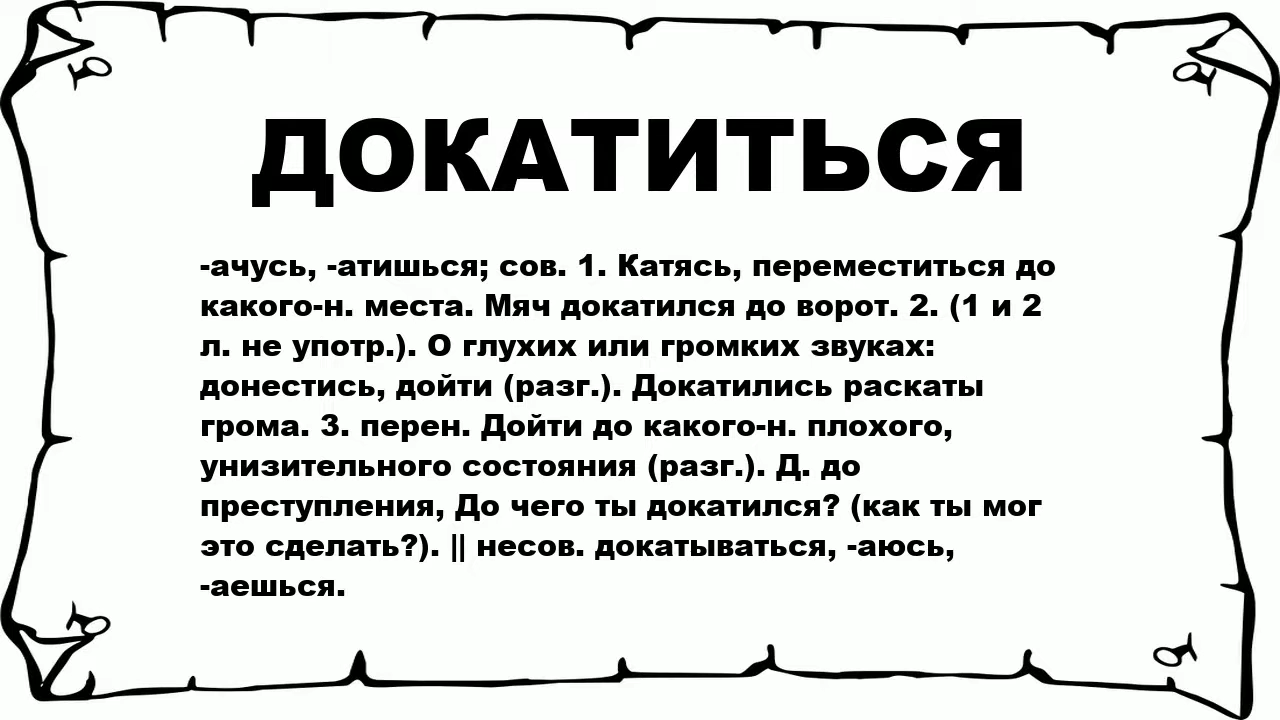 ДОКАТИТЬСЯ
-ачусь, -атишься; сов. 1. Катясь, переместиться до
какого-н. места. Мяч докатился до ворот. 2. (1 и 2
л. не употр.). О глухих или громких звуках:
донестись, дойти (разг.). Докатились раскаты
грома. 3. перен. Дойти до какого-н. плохого,
унизительного состояния (разг.). Д. до
преступления, До чего ты докатился? (как ты мог
это сделать?). || несов. докатываться, -аюсь,
-аешься.